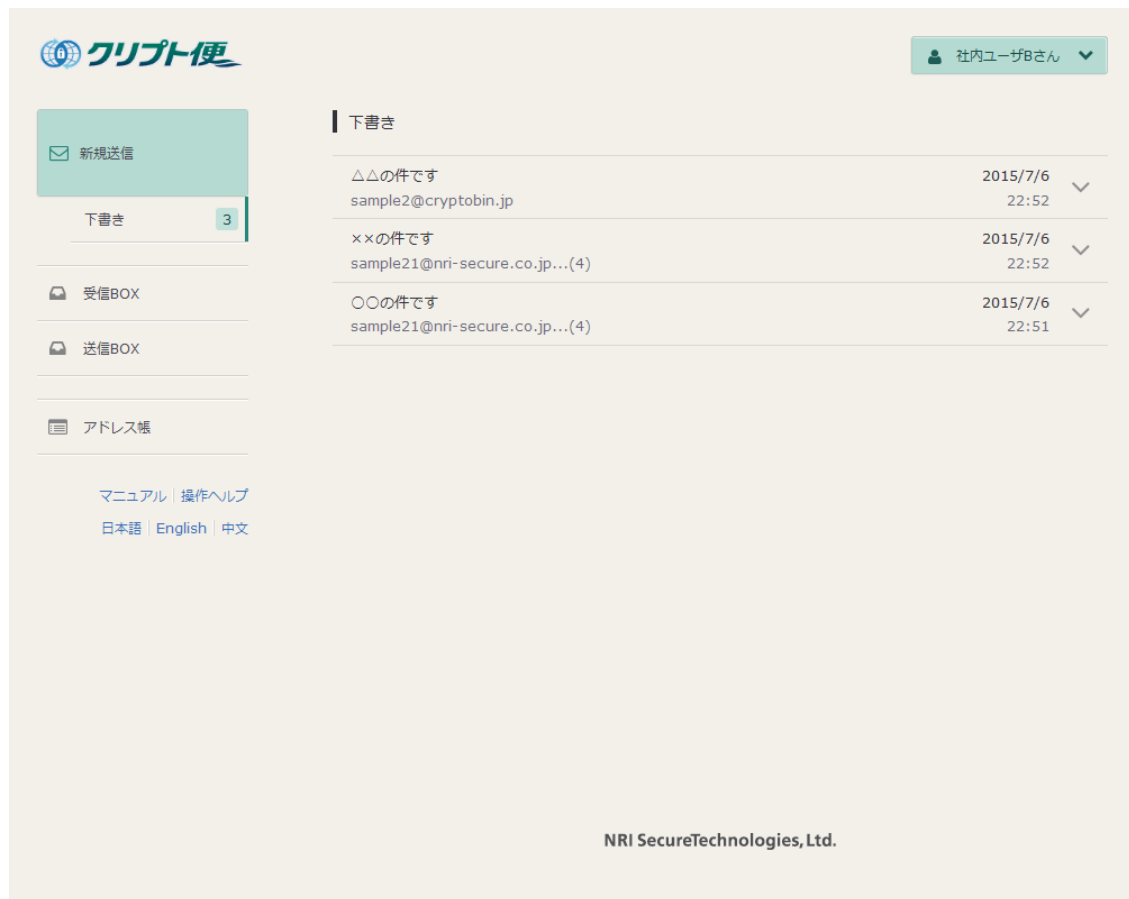 クリプト便
社内ユーザBさん
新規送信
下書き 3
受信BOX
送信BOX
アドレス帳
マニュアル 操作ヘルプ
日本語 English 中文
下書き
△△の件です 2015/7/6
sample2@cryptobin.jp 22:52
××の件です 2015/7/6
sample21@nri-secure.co.jp...(4) 22:52
○○の件です 2015/7/6
sample21@nri-secure.co.jp...(4) 22:51
NRI SecureTechnologies, Ltd.